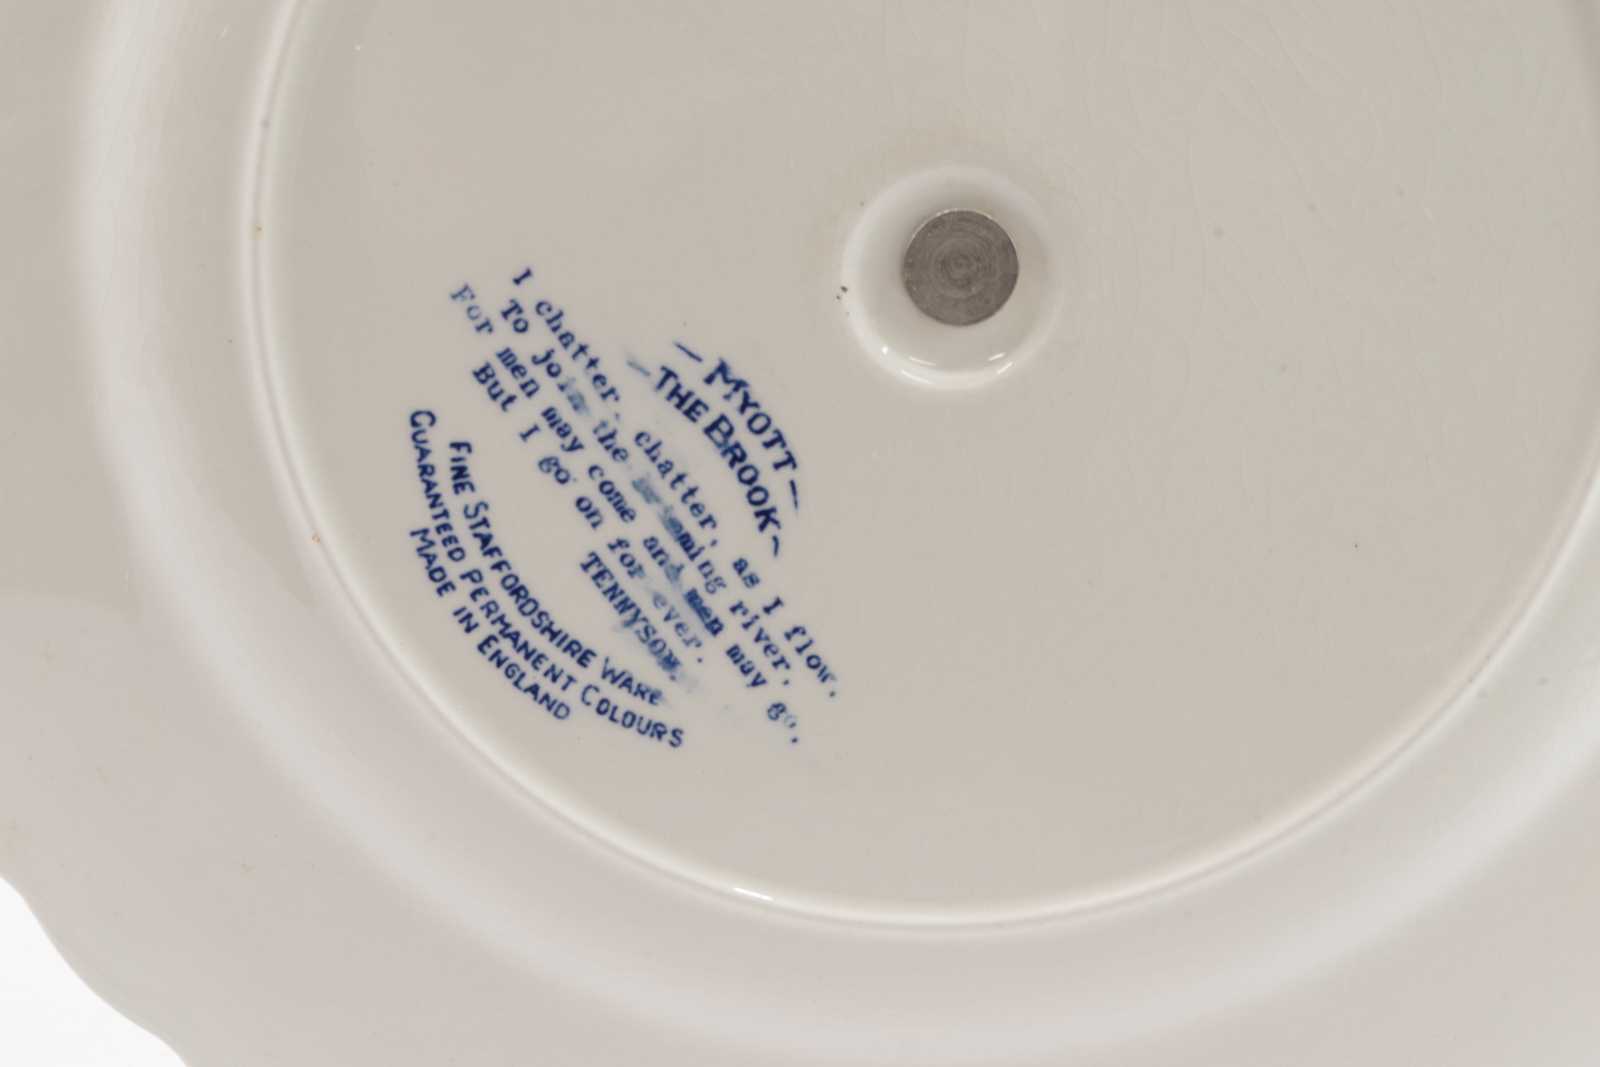 — MYOTT —
— THE BROOK —
I chatter, chatter, as I flow,
To join the brimming river,
For men may come and men may go,
But I go on for ever.
TENNYSON.
FINE STAFFORDSHIRE WARE
GUARANTEED PERMANENT COLOURS
MADE IN ENGLAND